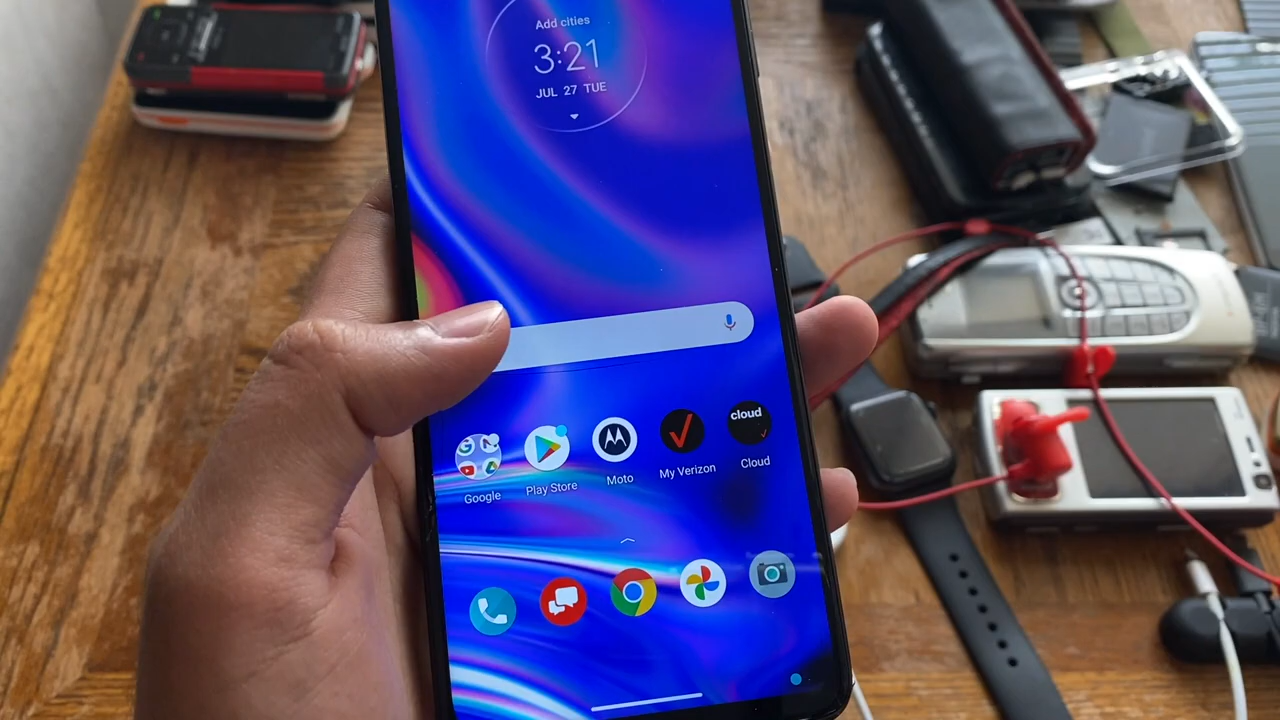 Add cities
3:21
JUL 27 TUE
Google
Play Store
Moto
My Verizon
cloud
Cloud